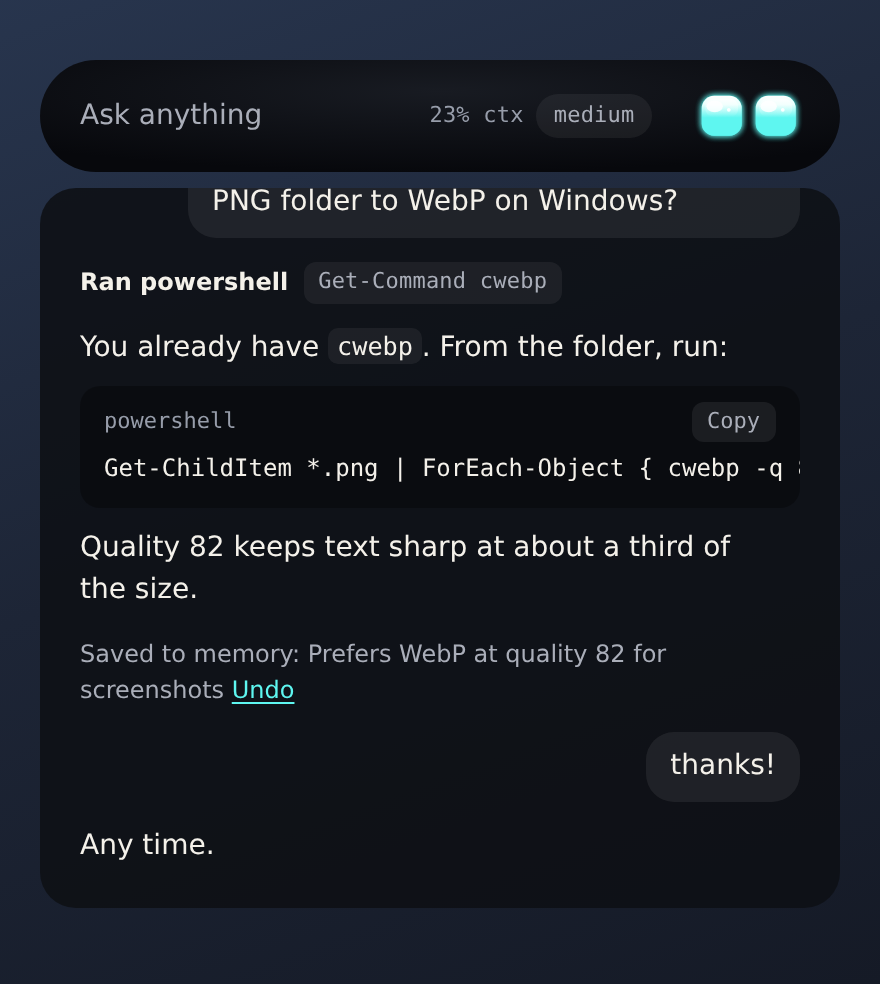 Ask anything 23% ctx medium
PNG folder to WebP on Windows?
Ran powershell Get-Command cwebp
You already have cwebp. From the folder, run:
powershell Copy
Get-ChildItem *.png | ForEach-Object { cwebp -q
Quality 82 keeps text sharp at about a third of
the size.
Saved to memory: Prefers WebP at quality 82 for
screenshots Undo
thanks!
Any time.